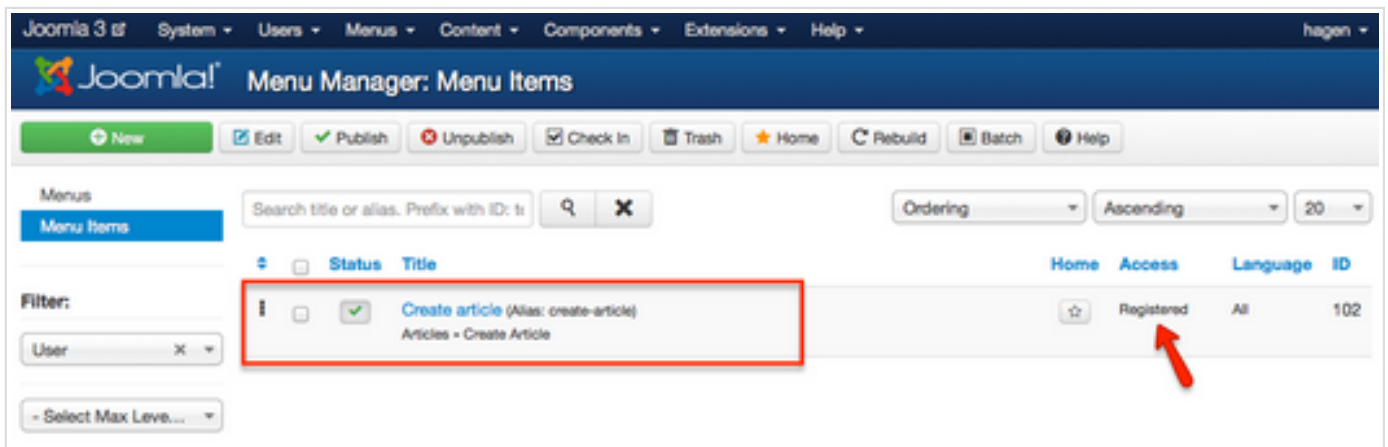 Joomla 3 System Users Menus Content Components Extensions Help hagen
Joomla! Menu Manager: Menu Items
New Edit Publish Unpublish Check In Trash Home Rebuild Batch Help
Menus
Search title or alias. Prefix with ID: Ordering Ascending 20
Menu Items
Status Title Home Access Language ID
Filter:
Create article (Alias: create-article) Registered All 102
Articles » Create Article
User
- Select Max Leve...